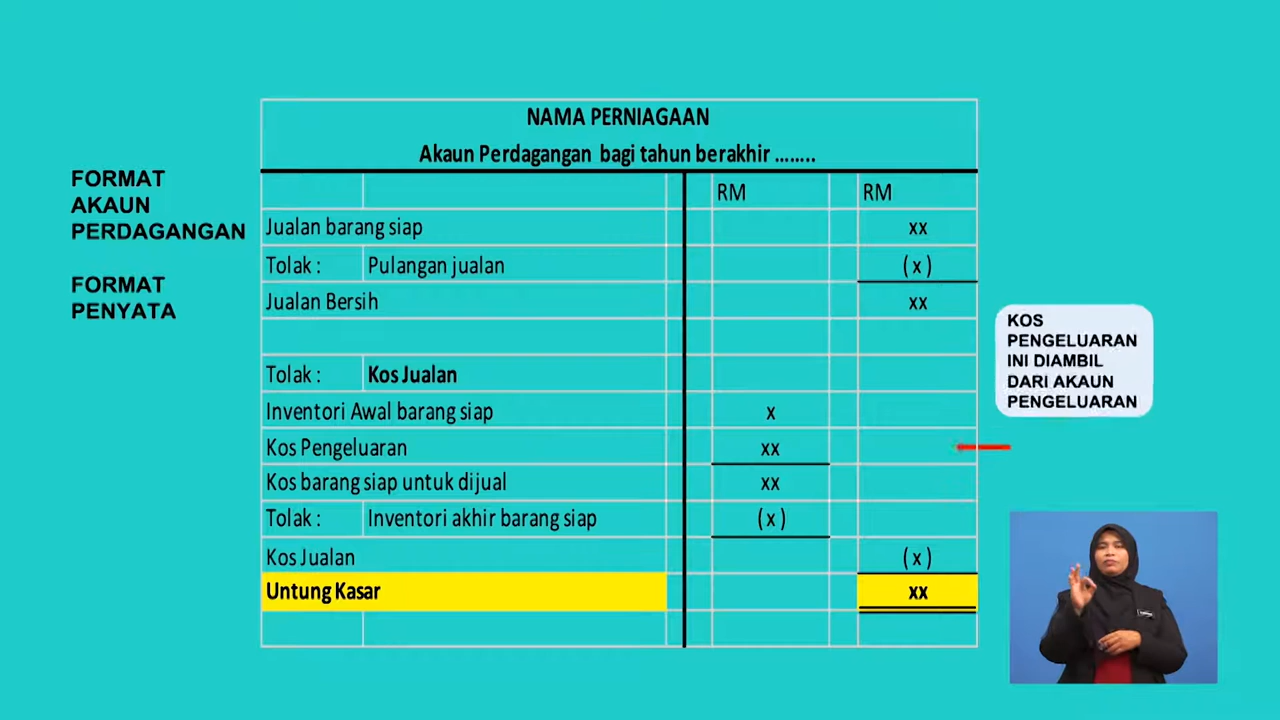 NAMA PERNIAGAAN
Akaun Perdagangan bagi tahun berakhir ........
FORMAT
AKAUN
PERDAGANGAN
FORMAT
PENYATA
RM RM
Jualan barang siap xx
Tolak : Pulangan jualan ( x )
Jualan Bersih xx
Tolak : Kos Jualan
Inventori Awal barang siap x
Kos Pengeluaran xx
Kos barang siap untuk dijual xx
Tolak : Inventori akhir barang siap ( x )
Kos Jualan ( x )
Untung Kasar xx
KOS
PENGELUARAN
INI DIAMBIL
DARI AKAUN
PENGELUARAN